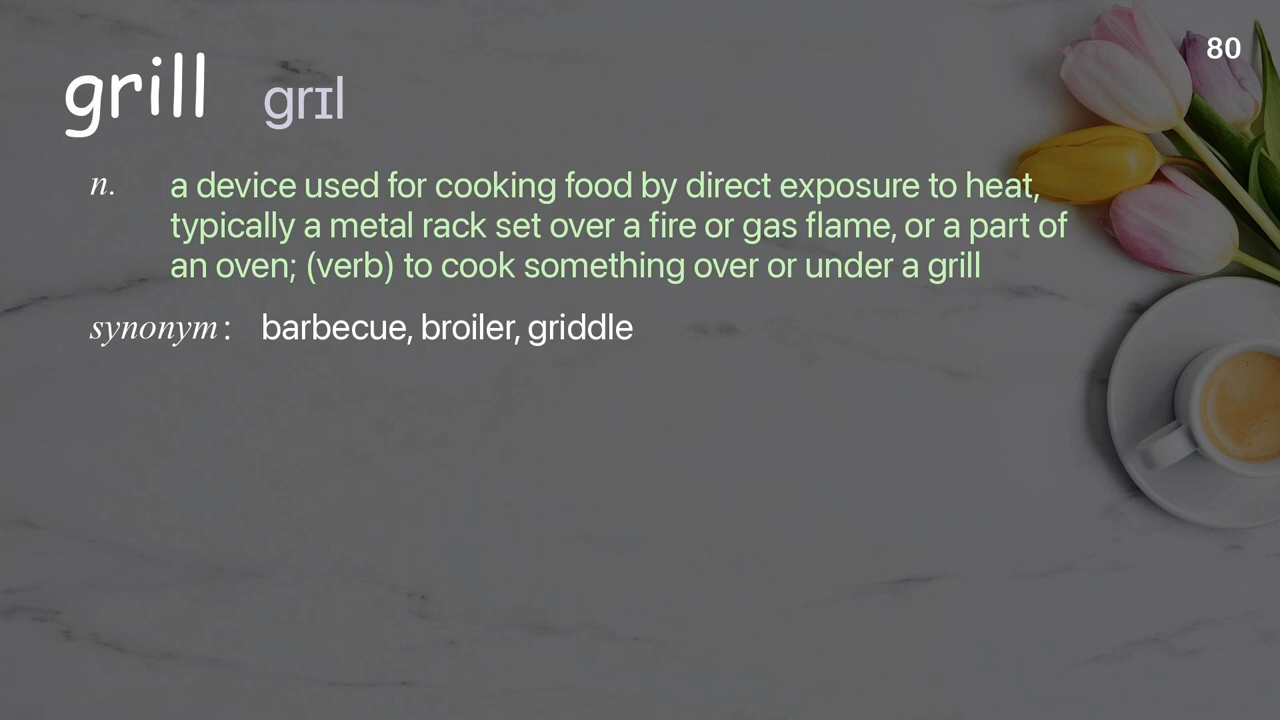 80
grill grɪl
n. a device used for cooking food by direct exposure to heat,
typically a metal rack set over a fire or gas flame, or a part of
an oven; (verb) to cook something over or under a grill
synonym: barbecue, broiler, griddle